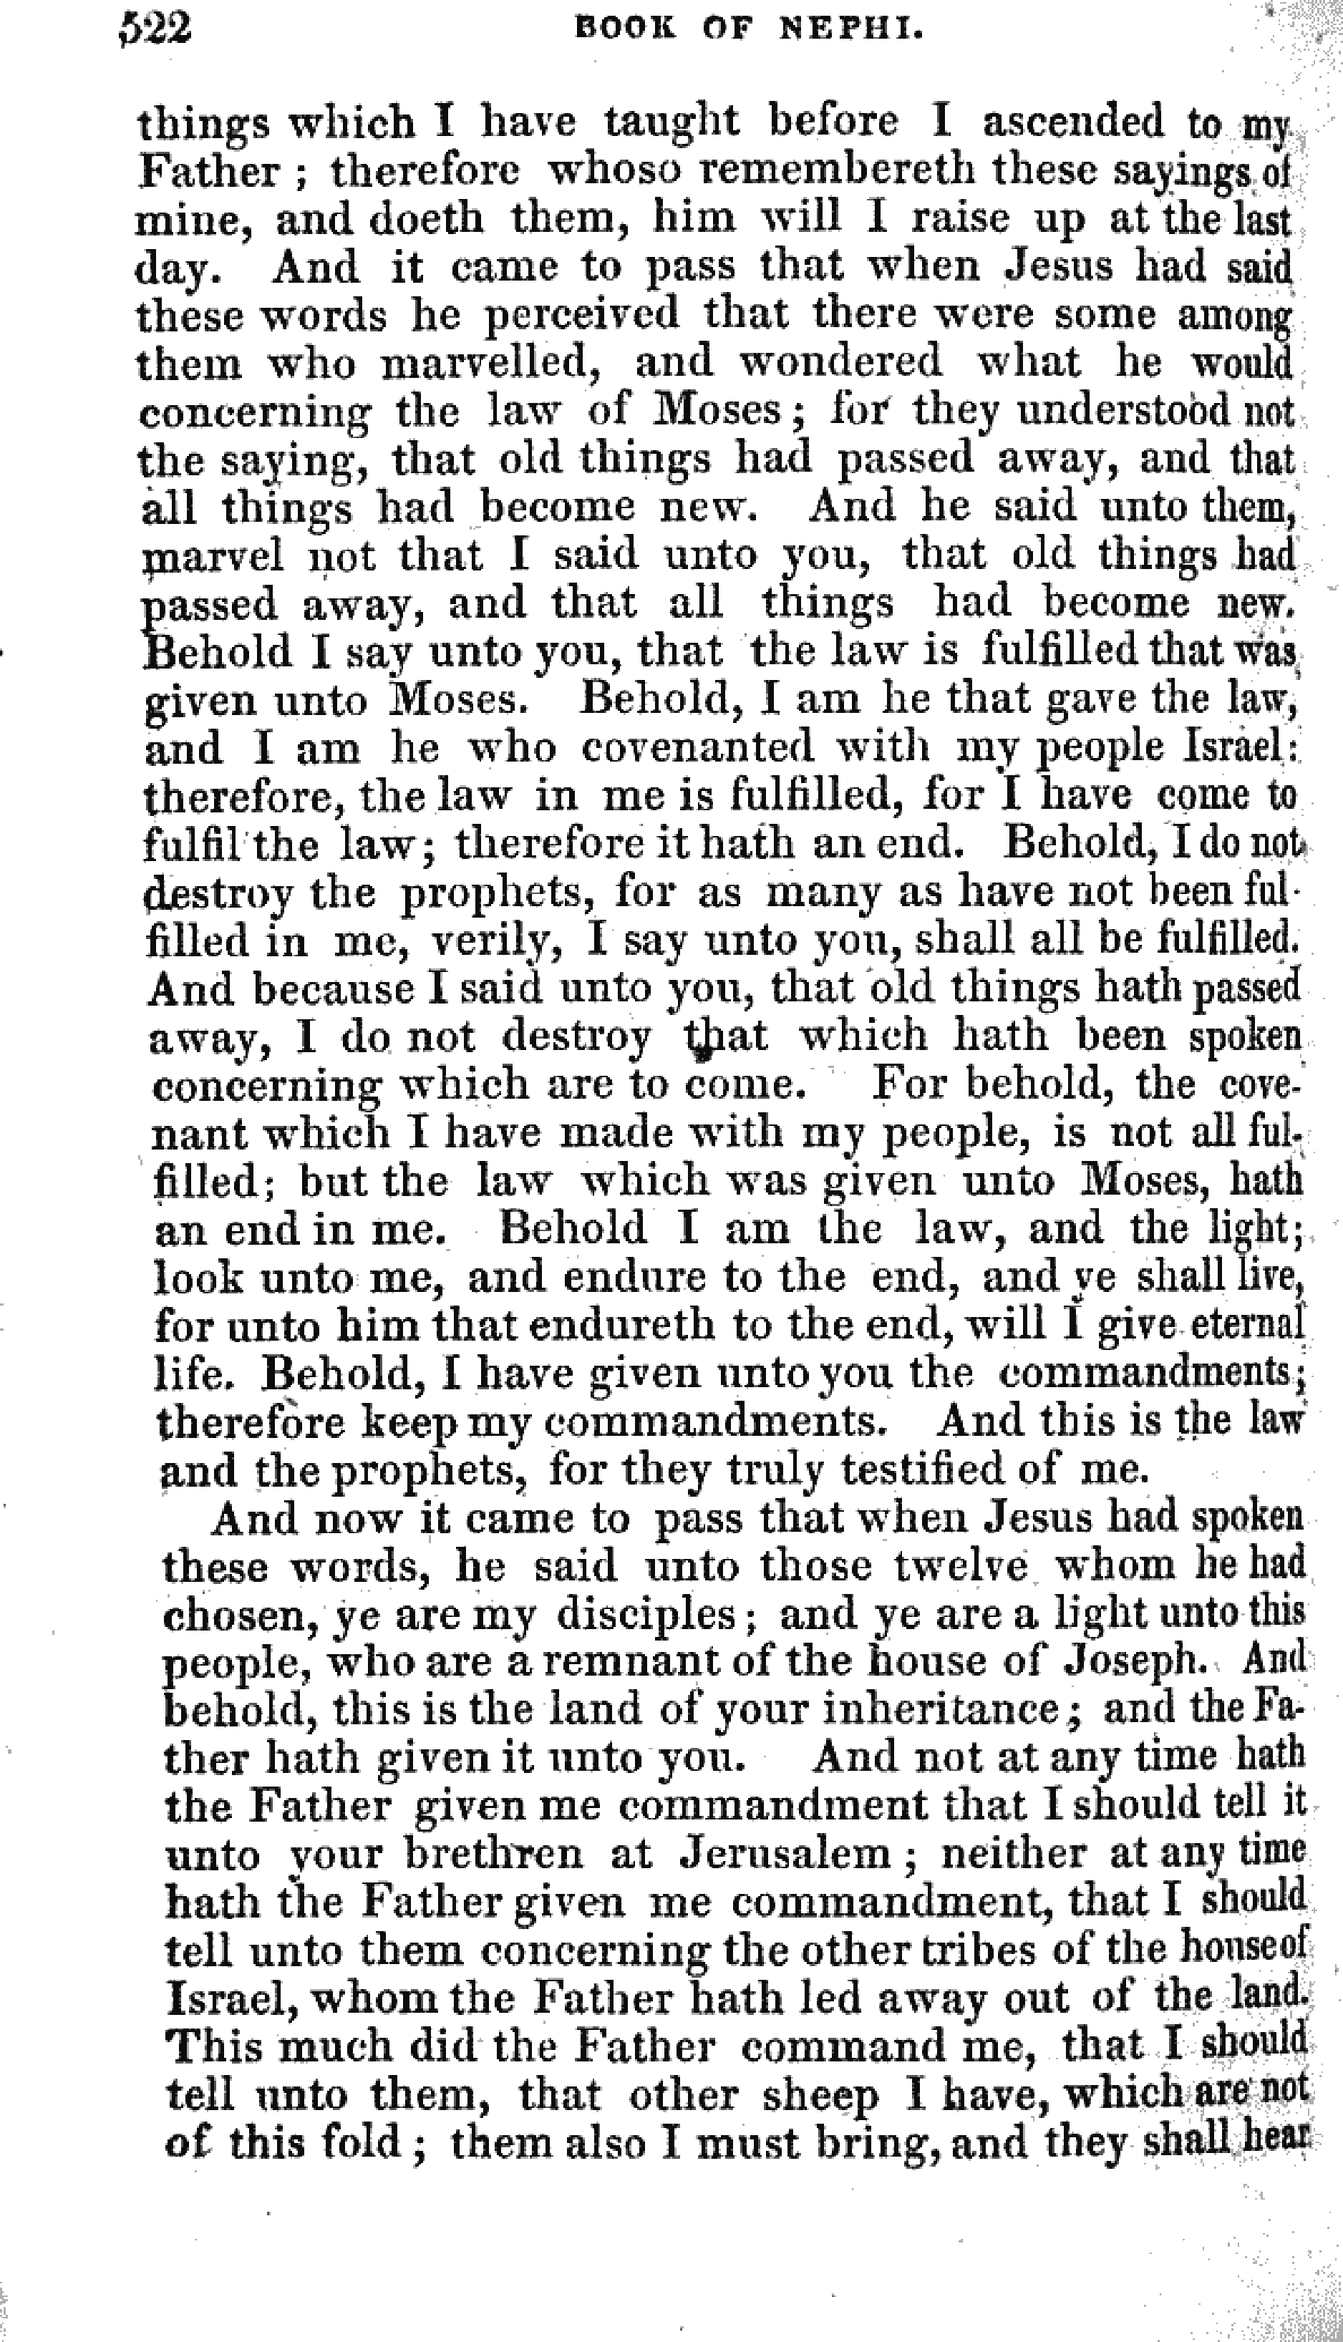 522 BOOK OF NEPHI.
things which I have taught before I ascended to my
Father ; therefore whoso remembereth these sayings of
mine, and doeth them, him will I raise up at the last
day. And it came to pass that when Jesus had said
these words he perceived that there were some among
them who marvelled, and wondered what he would
concerning the law of Moses ; for they understood not
the saying, that old things had passed away, and that
all things had become new. And he said unto them,
marvel not that I said unto you, that old things had
passed away, and that all things had become new.
Behold I say unto you, that the law is fulfilled that was
given unto Moses. Behold, I am he that gave the law,
and I am he who covenanted with my people Israel:
therefore, the law in me is fulfilled, for I have come to
fulfil the law; therefore it hath an end. Behold, I do not
destroy the prophets, for as many as have not been ful-
filled in me, verily, I say unto you, shall all be fulfilled.
And because I said unto you, that old things hath passed
away, I do not destroy that which hath been spoken
concerning which are to come. For behold, the cove-
nant which I have made with my people, is not all ful-
filled; but the law which was given unto Moses, hath
an end in me. Behold I am the law, and the light;
look unto me, and endure to the end, and ye shall live,
for unto him that endureth to the end, will I give eternal
life. Behold, I have given unto you the commandments;
therefore keep my commandments. And this is the law
and the prophets, for they truly testified of me.
And now it came to pass that when Jesus had spoken
these words, he said unto those twelve whom he had
chosen, ye are my disciples ; and ye are a light unto this
people, who are a remnant of the house of Joseph. And
behold, this is the land of your inheritance ; and the Fa-
ther hath given it unto you. And not at any time hath
the Father given me commandment that I should tell it
unto your brethren at Jerusalem ; neither at any time
hath the Father given me commandment, that I should
tell unto them concerning the other tribes of the house of
Israel, whom the Father hath led away out of the land.
This much did the Father command me, that I should
tell unto them, that other sheep I have, which are not
of this fold ; them also I must bring, and they shall hear